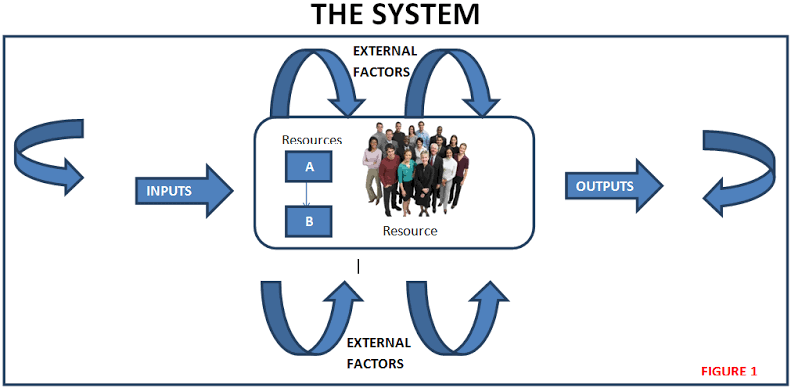 THE SYSTEM
EXTERNAL
FACTORS
Resources
A
INPUTS
OUTPUTS
B
Resource
EXTERNAL
FACTORS
FIGURE 1